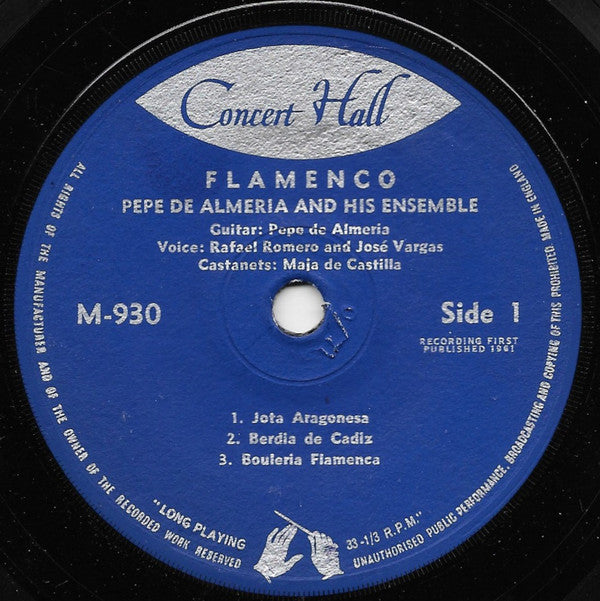 Concert Hall
FLAMENCO
PEPE DE ALMERIA AND HIS ENSEMBLE
Guitar: Pepe de Almeria
Voice: Rafael Romero and José Vargas
Castanets: Maja de Castilla
M-930
Side 1
RECORDING FIRST
PUBLISHED 1961
1. Jota Aragonesa
2. Berdia de Cadiz
3. Bouleria Flamenca
"LONG PLAYING
33-1/3 R.P.M."
ALL RIGHTS OF THE MANUFACTURER AND OF THE OWNER OF THE RECORDED WORK RESERVED
UNAUTHORISED PUBLIC PERFORMANCE, BROADCASTING AND COPYING OF THIS PROHIBITED. MADE IN ENGLAND